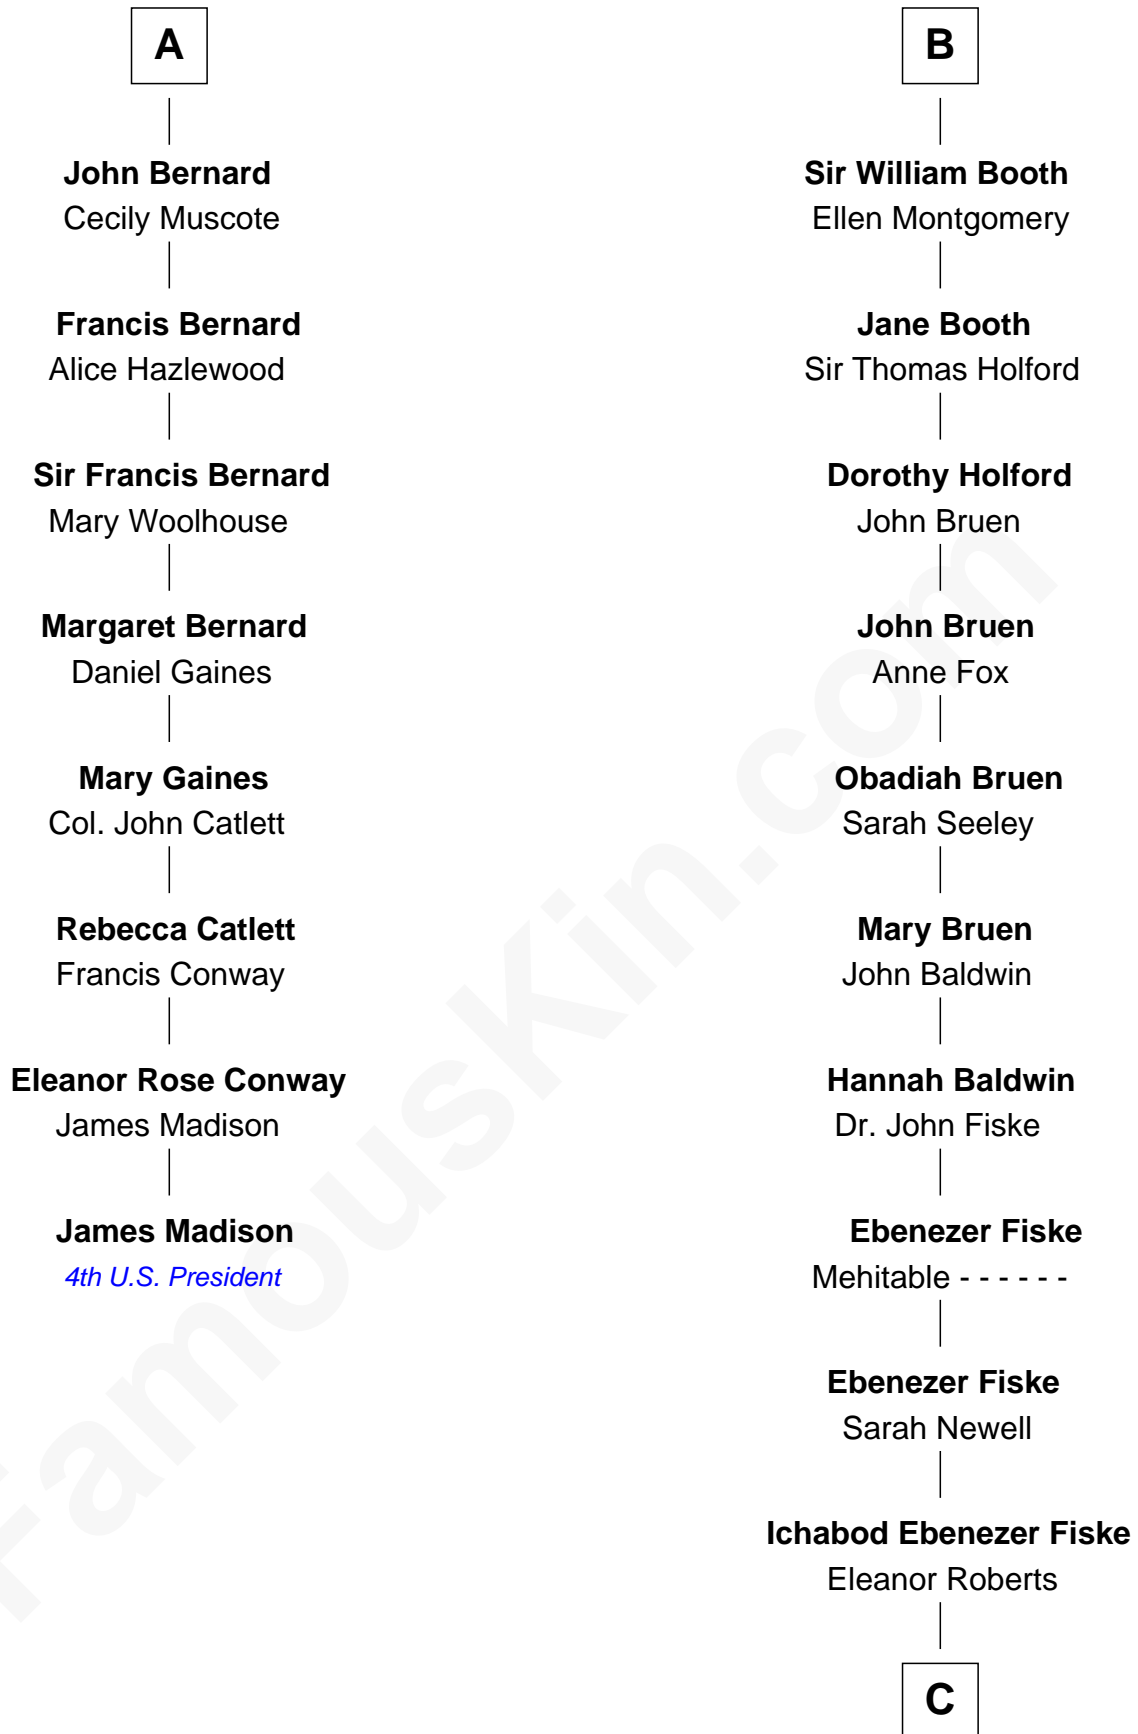 A
John Bernard
Cecily Muscote
Francis Bernard
Alice Hazlewood
Sir Francis Bernard
Mary Woolhouse
Margaret Bernard
Daniel Gaines
Mary Gaines
Col. John Catlett
Rebecca Catlett
Francis Conway
Eleanor Rose Conway
James Madison
James Madison
4th U.S. President
B
Sir William Booth
Ellen Montgomery
Jane Booth
Sir Thomas Holford
Dorothy Holford
John Bruen
John Bruen
Anne Fox
Obadiah Bruen
Sarah Seeley
Mary Bruen
John Baldwin
Hannah Baldwin
Dr. John Fiske
Ebenezer Fiske
Mehitable - - - - - -
Ebenezer Fiske
Sarah Newell
Ichabod Ebenezer Fiske
Eleanor Roberts
C
FamousKin.com